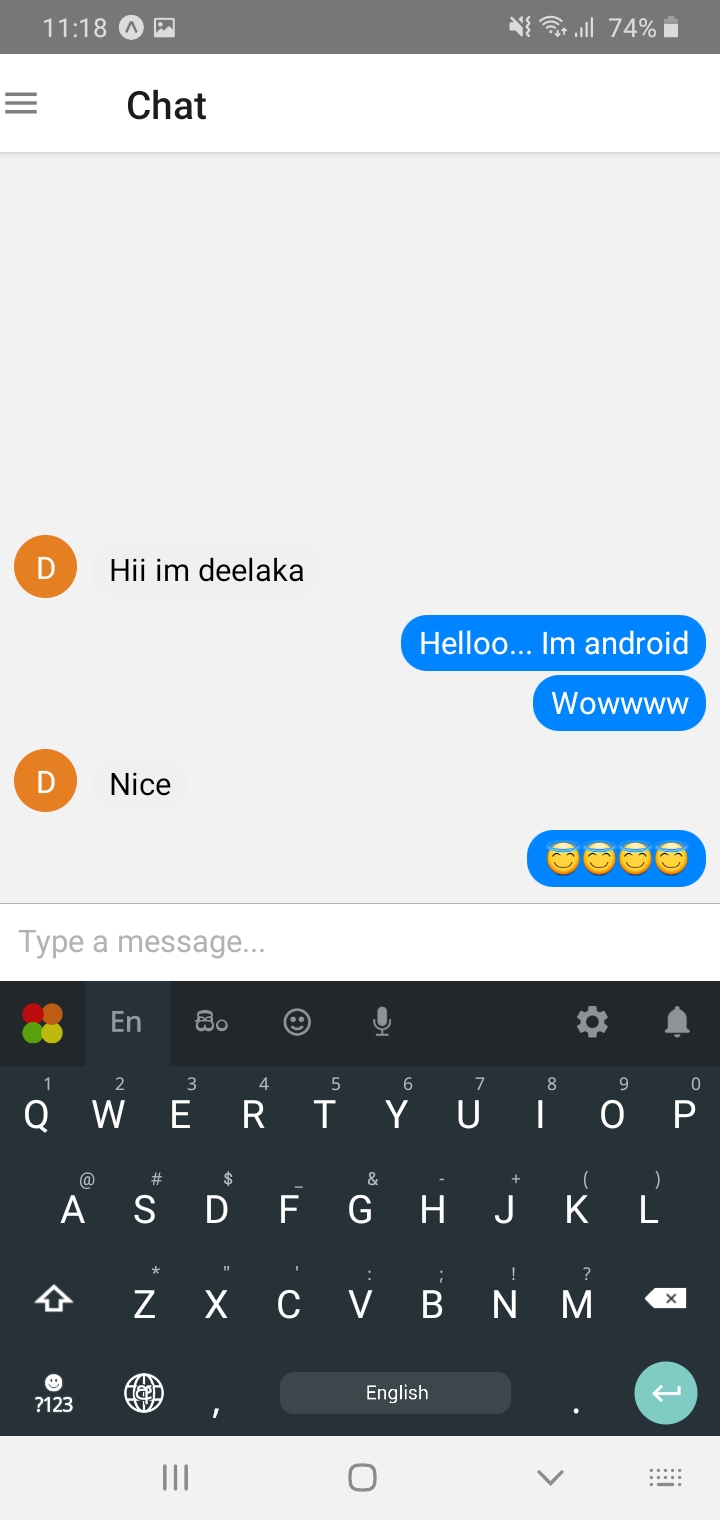 11:18 74%
Chat
D Hii im deelaka
Helloo... Im android
Wowwww
D Nice
😇😇😇😇
Type a message...
En සිං
1 2 3 4 5 6 7 8 9 0
Q W E R T Y U I O P
@ # $ _ & - + ( )
A S D F G H J K L
* " ' : ; ! ?
Z X C V B N M
?123 , English .